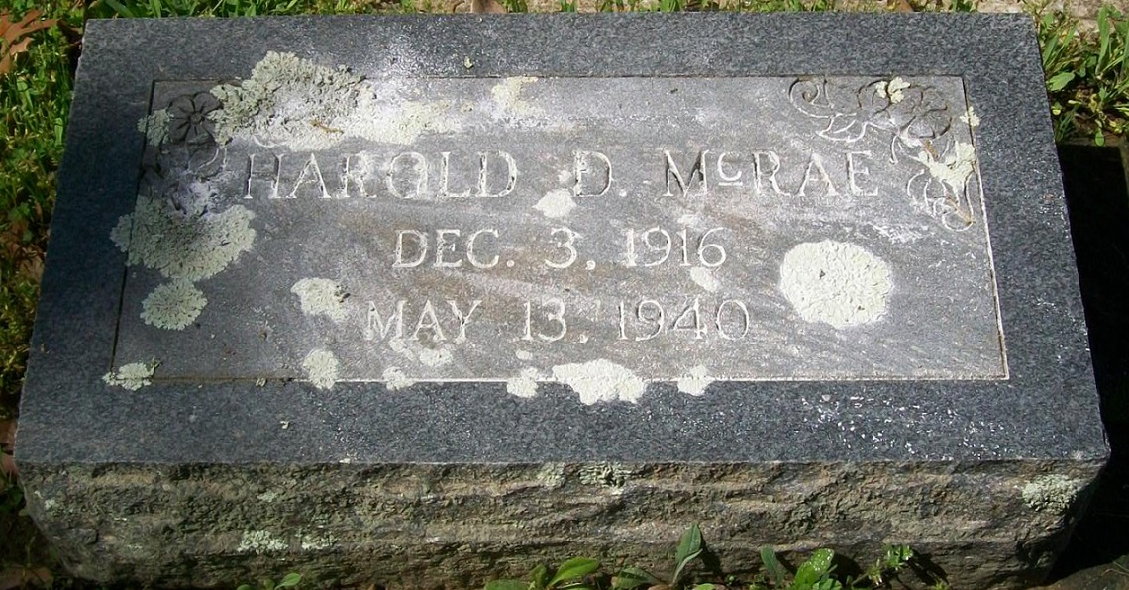 HAROLD D. McRAE
DEC. 3, 1916
MAY 13, 1940